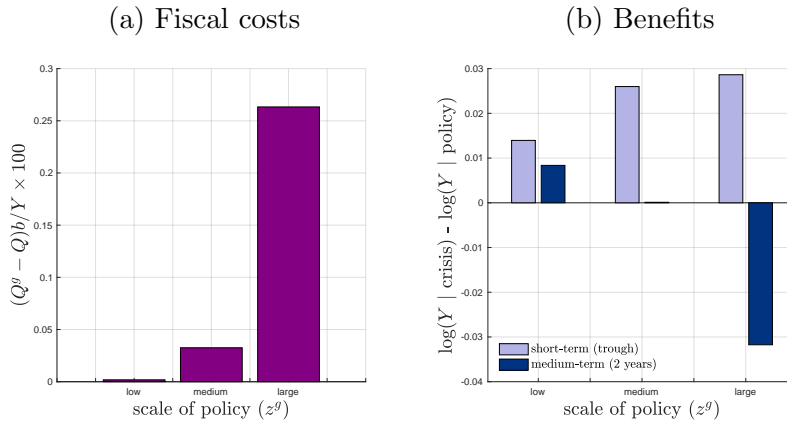 (a) Fiscal costs
(Q^g − Q)b/Y × 100
0.3
0.25
0.2
0.15
0.1
0.05
0
low medium large
scale of policy (z^g)
(b) Benefits
log(Y | crisis) - log(Y | policy)
0.03
0.02
0.01
0
-0.01
-0.02
-0.03
-0.04
short-term (trough)
medium-term (2 years)
low medium large
scale of policy (z^g)